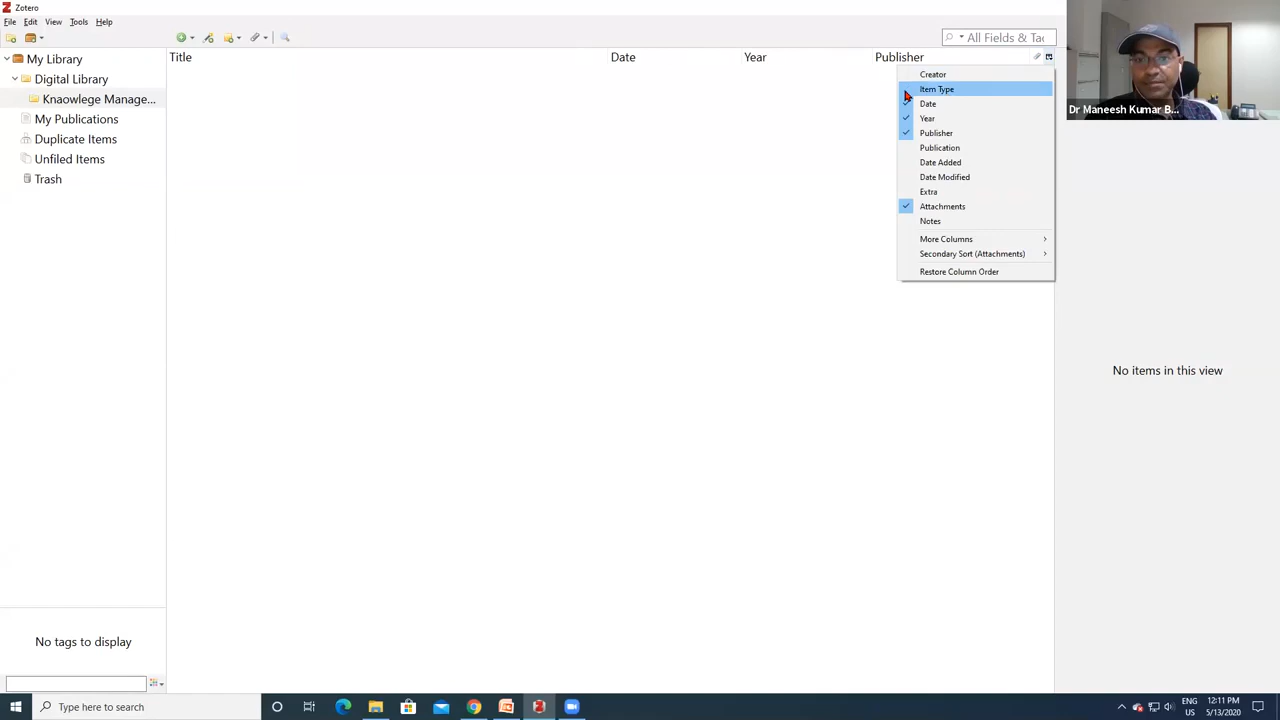 Zotero
File Edit View Tools Help
All Fields & Tag
My Library
Digital Library
Knaowlege Manage...
My Publications
Duplicate Items
Unfiled Items
Trash
Title Date Year Publisher
Creator
Item Type
Date
Year
Publisher
Publication
Date Added
Date Modified
Extra
Attachments
Notes
More Columns
Secondary Sort (Attachments)
Restore Column Order
Dr Maneesh Kumar B...
No items in this view
No tags to display
Type here to search
ENG
US
12:11 PM
5/13/2020